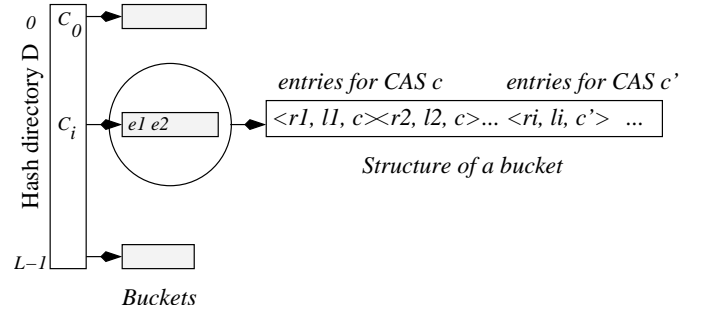 0
C0
Hash directory D
entries for CAS c
entries for CAS c'
Ci
e1 e2
<r1, l1, c><r2, l2, c>... <ri, li, c'> ...
Structure of a bucket
L−1
Buckets